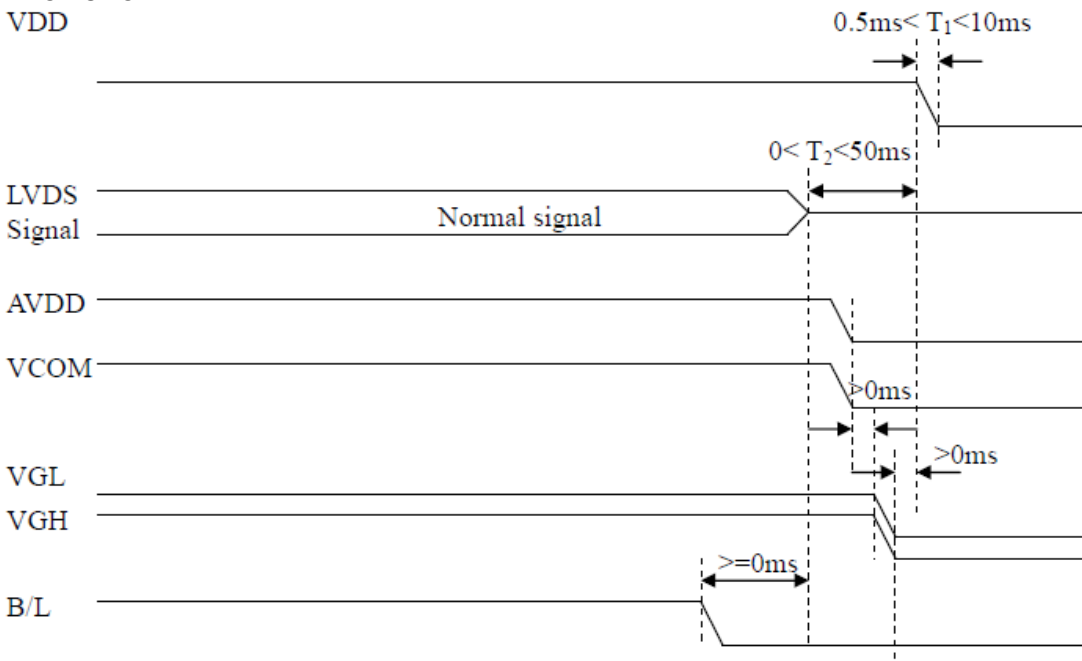 VDD
0.5ms< T₁<10ms
0< T₂<50ms
LVDS
Signal
Normal signal
AVDD
VCOM
>0ms
>0ms
VGL
VGH
>=0ms
B/L